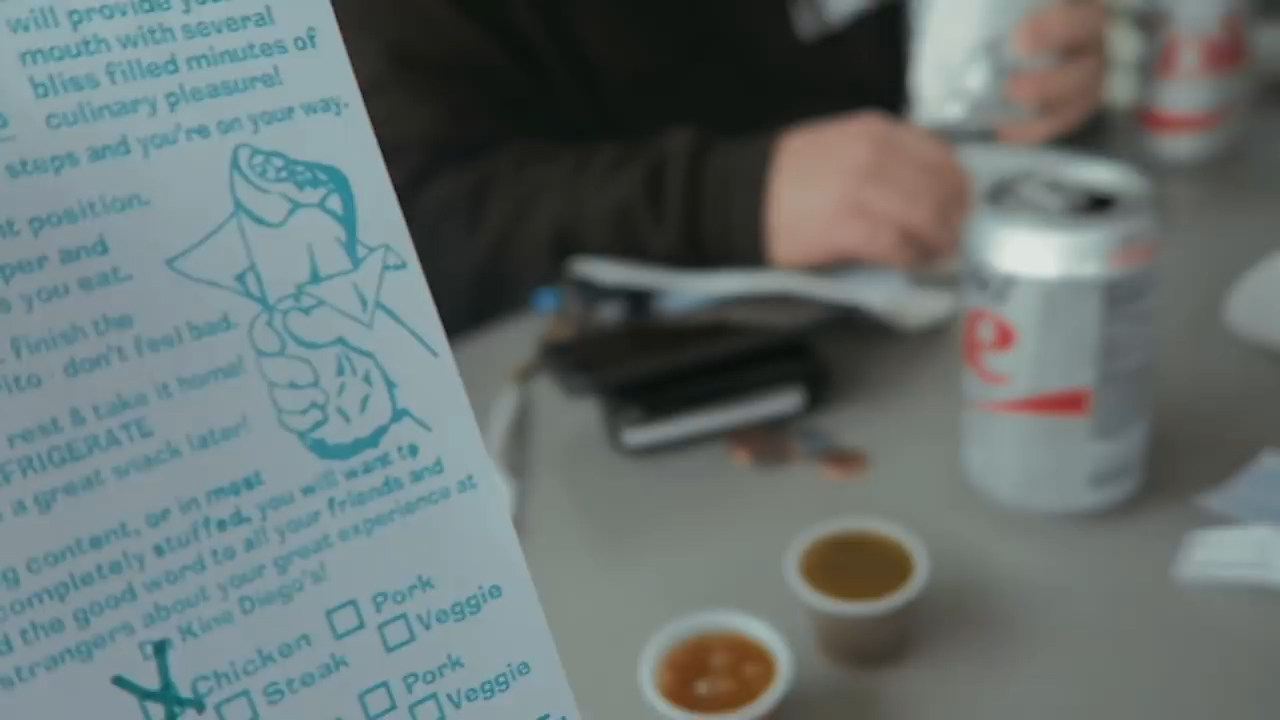 will provide your
mouth with several
bliss filled minutes of
culinary pleasure!
steps and you're on your way.
position.
per and
you eat.
finish the
ito - don't feel bad.
rest & take it home!
FRIGERATE
a great snack later!
g content, or in most
completely stuffed, you will want to
d the good word to all your friends and
strangers about your great experience at
King Diego's!
Chicken Pork
Steak Veggie
Pork
Veggie
e